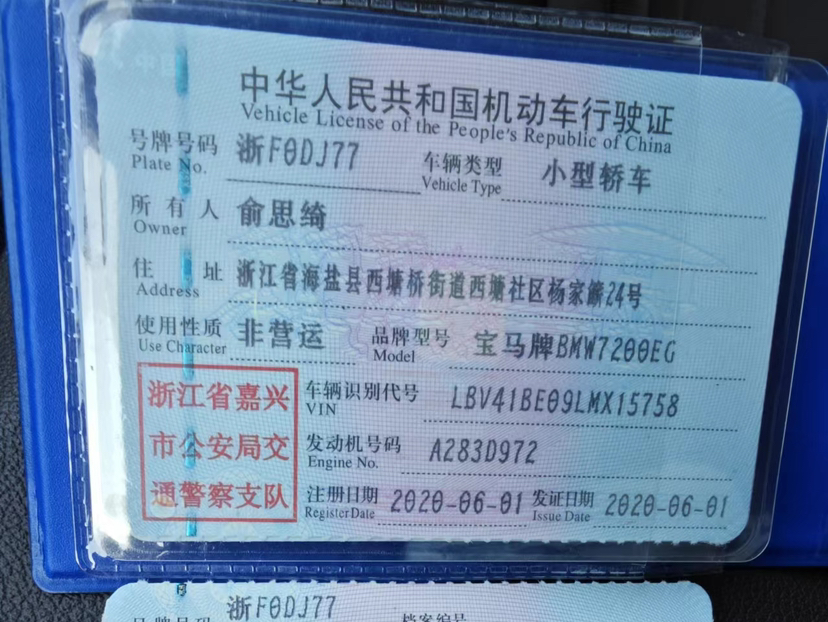 中华人民共和国机动车行驶证
Vehicle License of the People's Republic of China
号牌号码 浙F0DJ77 车辆类型 小型轿车
Plate No. Vehicle Type
所有人 俞思绮
Owner
住址 浙江省海盐县西塘桥街道西塘社区杨家24号
Address
使用性质 非营运 品牌型号 宝马牌BMW7200EG
Use Character Model
浙江省嘉兴
市公安局交
通警察支队
车辆识别代号 LBV41BE09LMX15758
VIN
发动机号码 A283D972
Engine No.
注册日期 2020-06-01 发证日期 2020-06-01
Register Date Issue Date
号牌号码 浙F0DJ77 档案编号